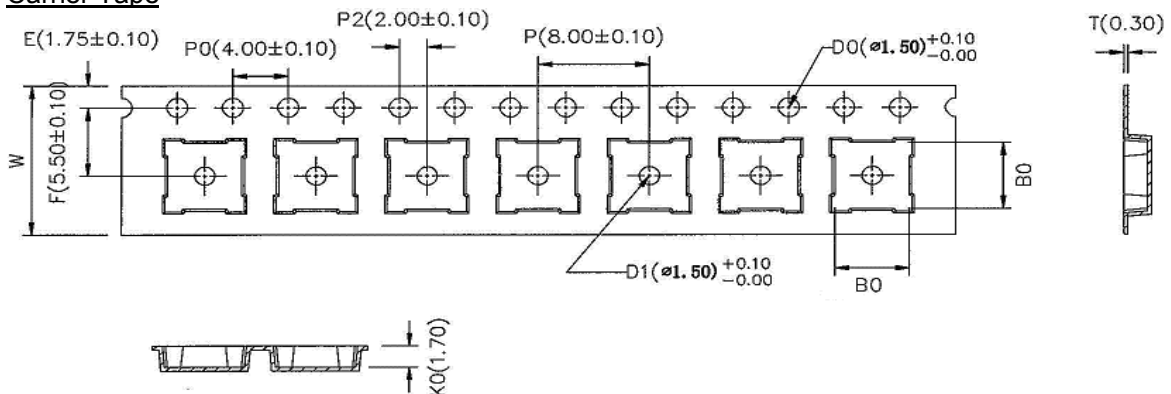 Carrier Tape
E(1.75±0.10)
P0(4.00±0.10)
P2(2.00±0.10)
P(8.00±0.10)
D0(ø1.50)+0.10 -0.00
T(0.30)
W
F(5.50±0.10)
B0
D1(ø1.50)+0.10 -0.00
B0
K0(1.70)